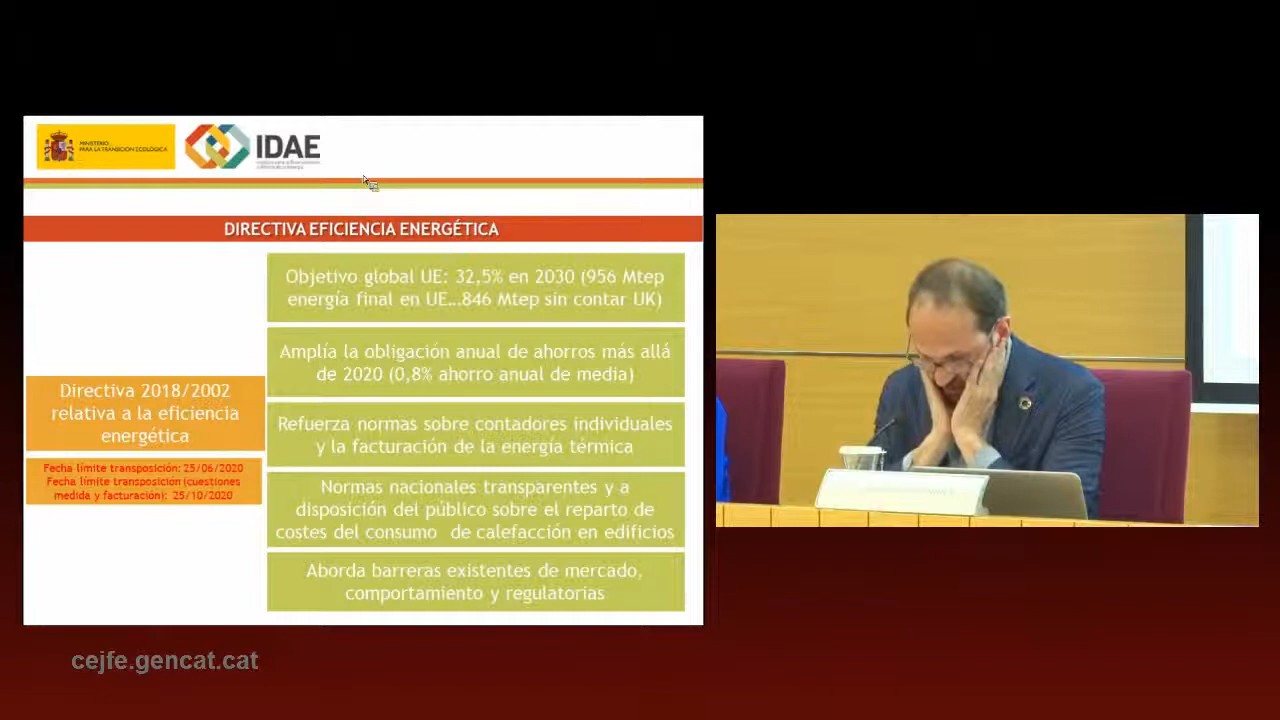 MINISTERIO
PARA LA TRANSICIÓN ECOLÓGICA
IDAE
DIRECTIVA EFICIENCIA ENERGÉTICA
Directiva 2018/2002
relativa a la eficiencia
energética
Fecha límite transposición: 25/06/2020
Fecha límite transposición (cuestiones
medida y facturación): 25/10/2020
Objetivo global UE: 32,5% en 2030 (956 Mtep
energía final en UE…846 Mtep sin contar UK)
Amplía la obligación anual de ahorros más allá
de 2020 (0,8% ahorro anual de media)
Refuerza normas sobre contadores individuales
y la facturación de la energía térmica
Normas nacionales transparentes y a
disposición del público sobre el reparto de
costes del consumo de calefacción en edificios
Aborda barreras existentes de mercado,
comportamiento y regulatorias
cejfe.gencat.cat